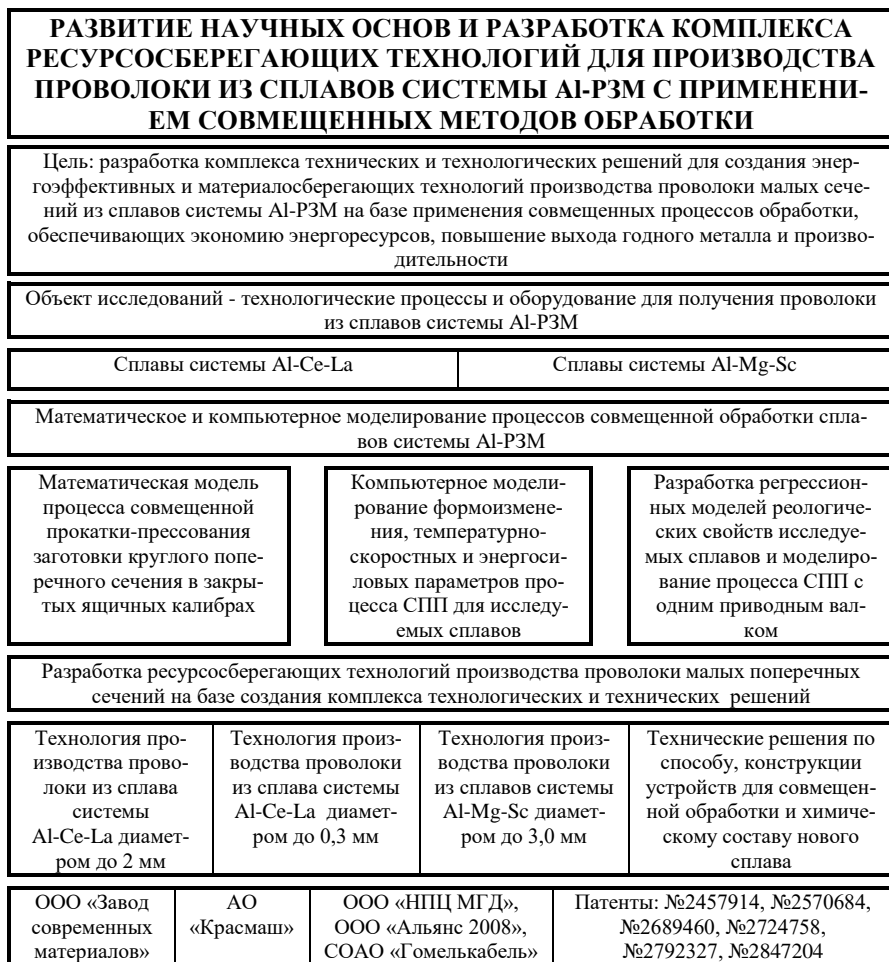 РАЗВИТИЕ НАУЧНЫХ ОСНОВ И РАЗРАБОТКА КОМПЛЕКСА
РЕСУРСОСБЕРЕГАЮЩИХ ТЕХНОЛОГИЙ ДЛЯ ПРОИЗВОДСТВА
ПРОВОЛОКИ ИЗ СПЛАВОВ СИСТЕМЫ Al-РЗМ С ПРИМЕНЕНИ-
ЕМ СОВМЕЩЕННЫХ МЕТОДОВ ОБРАБОТКИ
Цель: разработка комплекса технических и технологических решений для создания энер-
гоэффективных и материалосберегающих технологий производства проволоки малых сече-
ний из сплавов системы Al-РЗМ на базе применения совмещенных процессов обработки,
обеспечивающих экономию энергоресурсов, повышение выхода годного металла и произво-
дительности
Объект исследований - технологические процессы и оборудование для получения проволоки
из сплавов системы Al-РЗМ
Сплавы системы Al-Ce-La
Сплавы системы Al-Mg-Sc
Математическое и компьютерное моделирование процессов совмещенной обработки спла-
вов системы Al-РЗМ
Математическая модель
процесса совмещенной
прокатки-прессования
заготовки круглого попе-
речного сечения в закры-
тых ящичных калибрах
Компьютерное модели-
рование формоизмене-
ния, температурно-
скоростных и энергоси-
ловых параметров про-
цесса СПП для исследу-
емых сплавов
Разработка регрессион-
ных моделей реологиче-
ских свойств исследуе-
мых сплавов и моделиро-
вание процесса СПП с
одним приводным вал-
ком
Разработка ресурсосберегающих технологий производства проволоки малых поперечных
сечений на базе создания комплекса технологических и технических решений
Технология про-
изводства прово-
локи из сплава
системы
Al-Ce-La диамет-
ром до 2 мм
Технология произ-
водства проволоки
из сплава системы
Al-Ce-La диамет-
ром до 0,3 мм
Технология произ-
водства проволоки
из сплавов системы
Al-Mg-Sc диамет-
ром до 3,0 мм
Технические решения по
способу, конструкции
устройств для совмещен-
ной обработки и химиче-
скому составу нового
сплава
ООО «Завод
современных
материалов»
АО
«Красмаш»
ООО «НПЦ МГД»,
ООО «Альянс 2008»,
СОАО «Гомелькабель»
Патенты: №2457914, №2570684,
№2689460, №2724758,
№2792327, №2847204